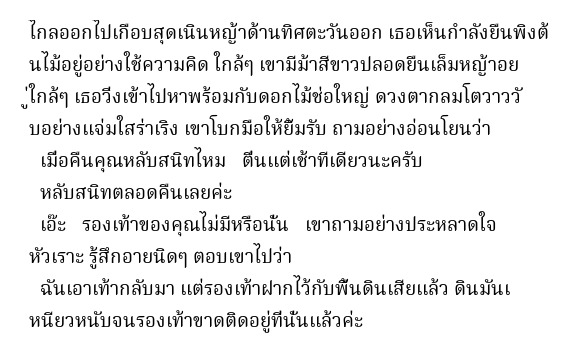 ไกลออกไปเกือบสุดเนินหญ้าด้านทิศตะวันออก เธอเห็นกำลังยืนพิงต้
นไม้อยู่อย่างใช้ความคิด ใกล้ๆ เขามีม้าสีขาวปลอดยืนเล็มหญ้าอย
ู่ใกล้ๆ เธอวิ่งเข้าไปหาพร้อมกับดอกไม้ช่อใหญ่ ดวงตากลมโตวาววั
บอย่างแจ่มใสร่าเริง เขาโบกมือให้ยิ้มรับ ถามอย่างอ่อนโยนว่า
เมื่อคืนคุณหลับสนิทไหม ตื่นแต่เช้าทีเดียวนะครับ
หลับสนิทตลอดคืนเลยค่ะ
เอ๊ะ รองเท้าของคุณไม่มีหรือนั่น เขาถามอย่างประหลาดใจ
หัวเราะ รู้สึกอายนิดๆ ตอบเขาไปว่า
ฉันเอาเท้ากลับมา แต่รองเท้าฝากไว้กับพื้นดินเสียแล้ว ดินมันเ
หนียวหนับจนรองเท้าขาดติดอยู่ที่นั่นแล้วค่ะ